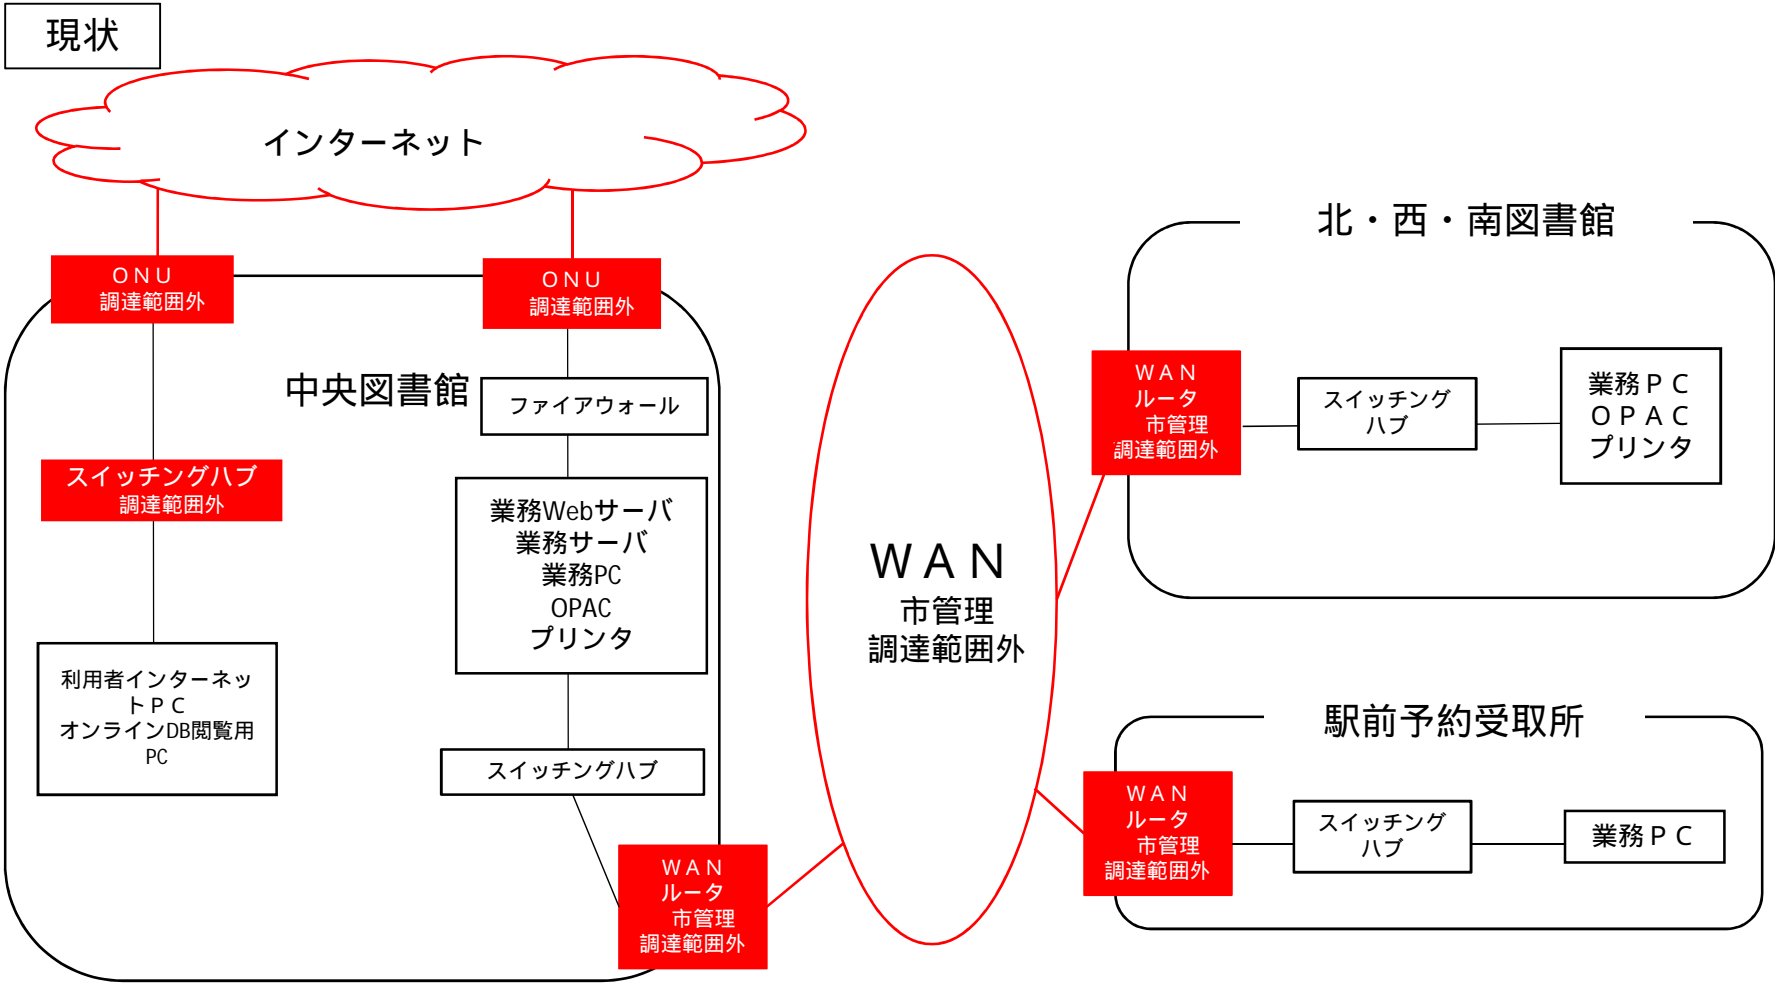 現状
インターネット
ＯＮＵ
調達範囲外
ＯＮＵ
調達範囲外
中央図書館
ファイアウォール
スイッチングハブ
調達範囲外
業務Webサーバ
業務サーバ
業務PC
OPAC
プリンタ
利用者インターネッ
トＰＣ
オンラインDB閲覧用
PC
スイッチングハブ
ＷＡＮ
ルータ
市管理
調達範囲外
ＷＡＮ
市管理
調達範囲外
北・西・南図書館
ＷＡＮ
ルータ
市管理
調達範囲外
スイッチング
ハブ
業務ＰＣ
ＯＰＡＣ
プリンタ
駅前予約受取所
ＷＡＮ
ルータ
市管理
調達範囲外
スイッチング
ハブ
業務ＰＣ